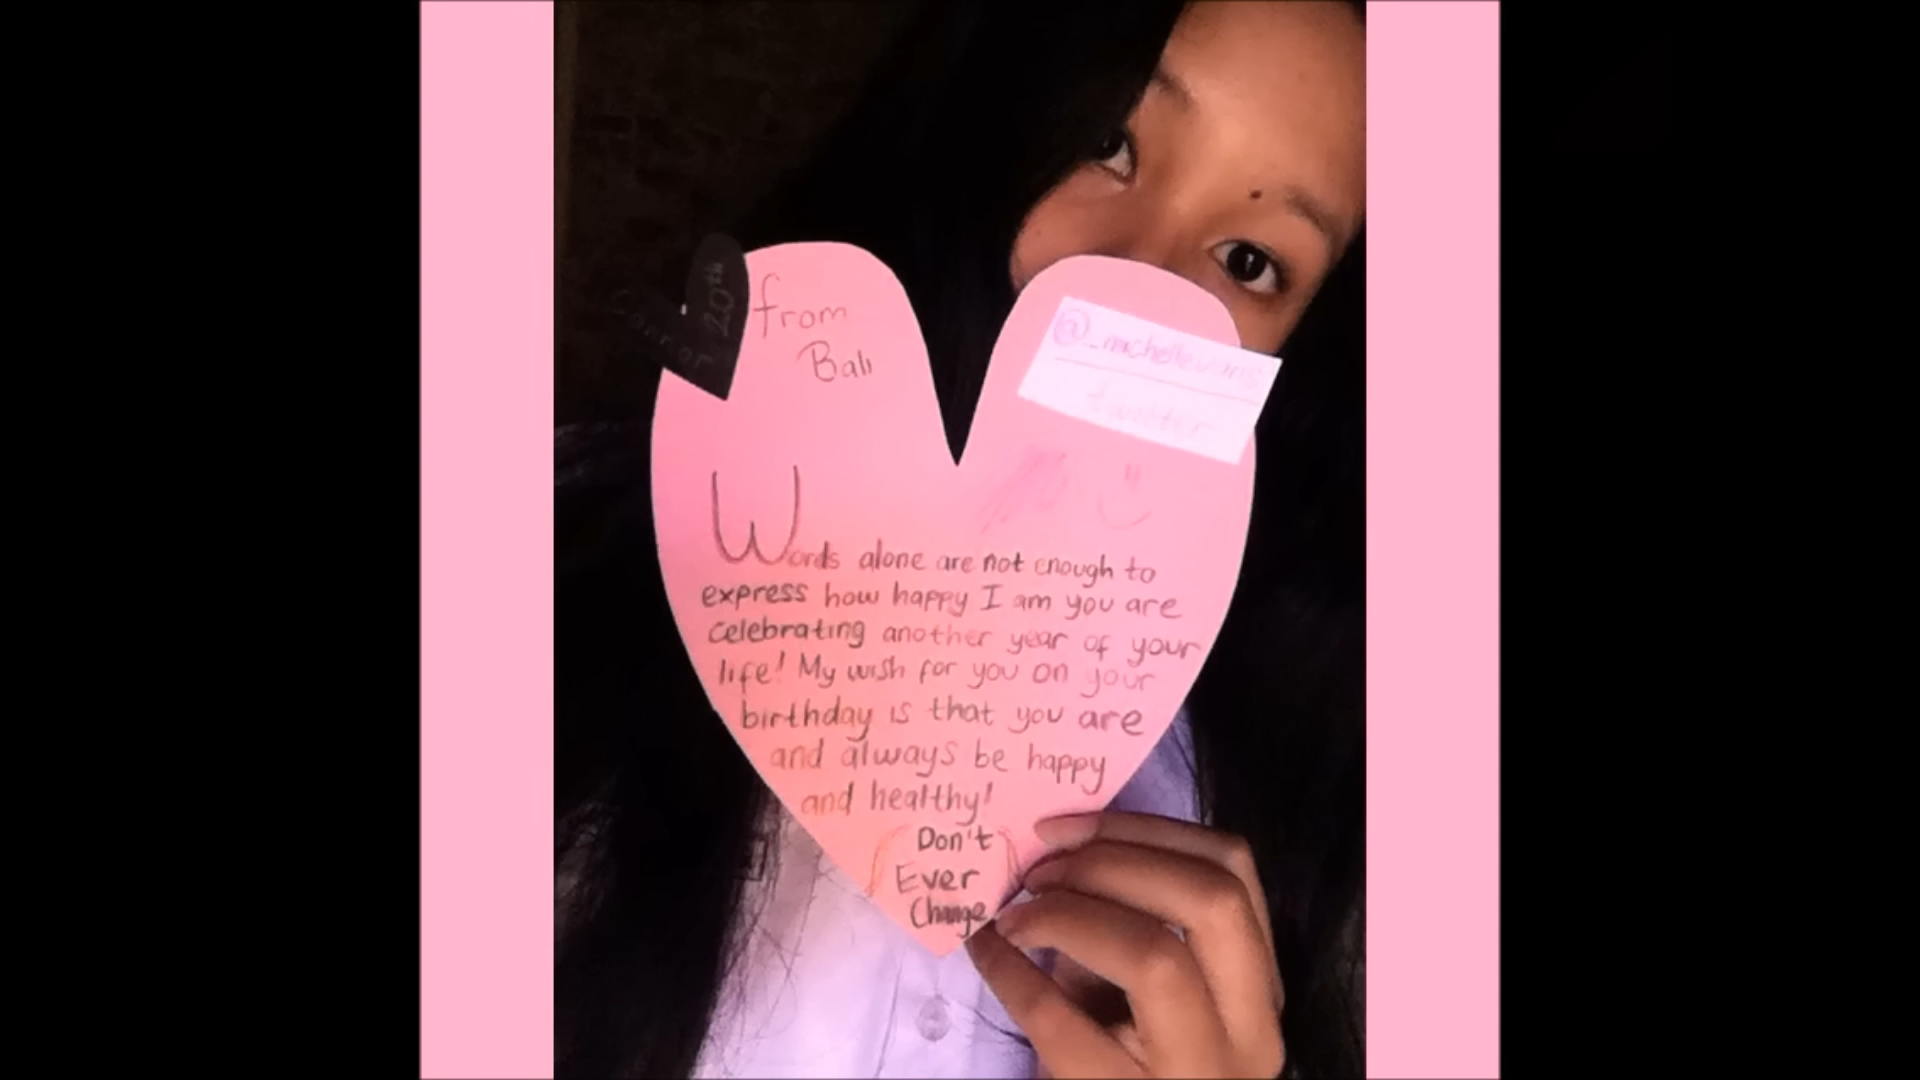 20th
Connor
from
Bali
twitter
Words alone are not enough to
express how happy I am you are
celebrating another year of your
life! My wish for you on your
birthday is that you are
and always be happy
and healthy!
Don't
Ever
Change